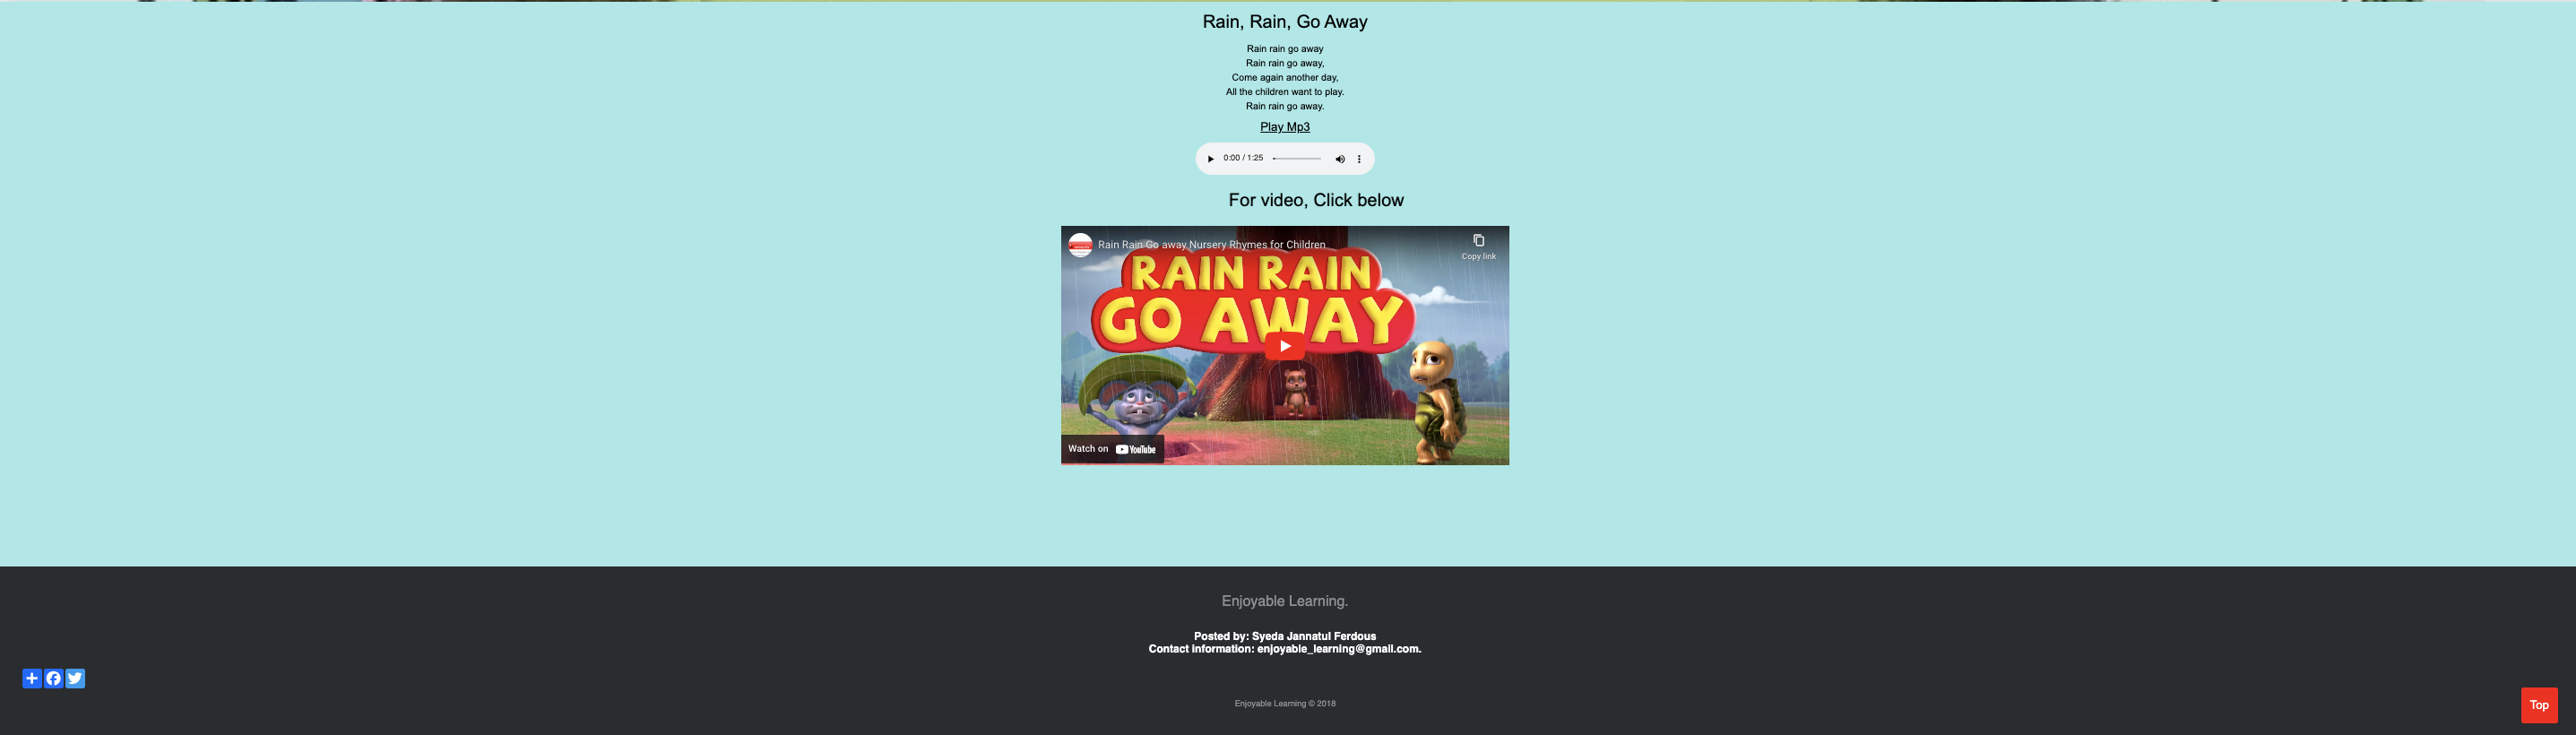 Rain, Rain, Go Away
Rain rain go away
Rain rain go away,
Come again another day,
All the children want to play.
Rain rain go away.
Play Mp3
0:00 / 1:25
For video, Click below
Rain Rain Go away Nursery Rhymes for Children
Copy link
RAIN RAIN
GO AWAY
Watch on YouTube
Enjoyable Learning.
Posted by: Syeda Jannatul Ferdous
Contact information: enjoyable_learning@gmail.com.
Enjoyable Learning © 2018
Top